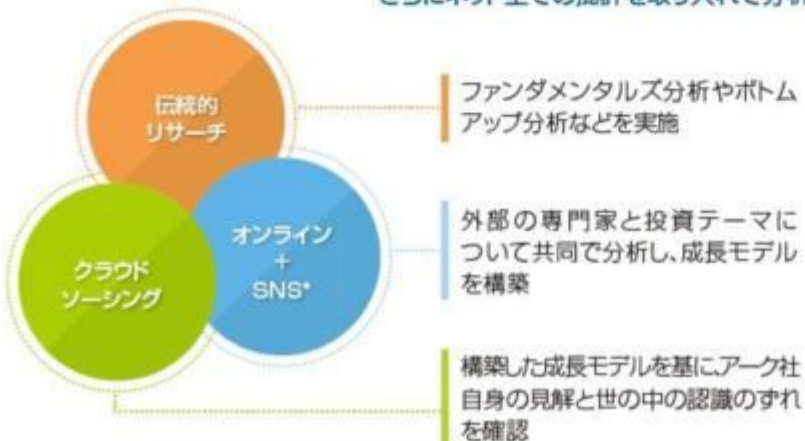 伝統的
リサーチ
ファンダメンタルズ分析やボトム
アップ分析などを実施
オンライン
+
SNS*
外部の専門家と投資テーマに
ついて共同で分析し、成長モデル
を構築
クラウド
ソーシング
構築した成長モデルを基に、アーク社
自身の見解と世の中の認識のずれ
を確認